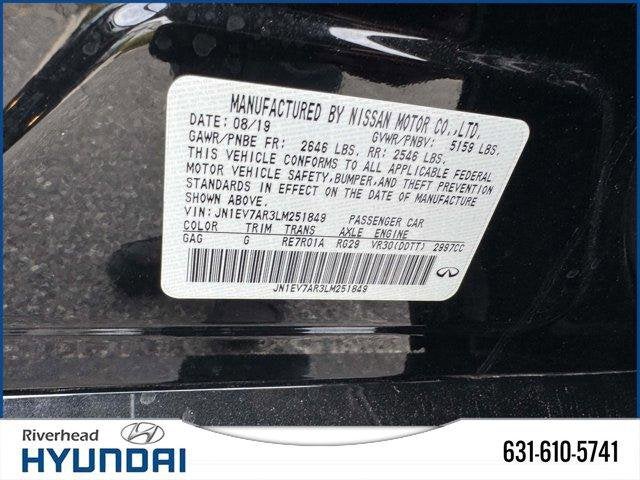 MANUFACTURED BY NISSAN MOTOR CO.,LTD.
DATE: 08/19 GVWR/PNBV: 5159 LBS.
GAWR/PNBE FR: 2646 LBS. RR: 2546 LBS.
THIS VEHICLE CONFORMS TO ALL APPLICABLE FEDERAL
MOTOR VEHICLE SAFETY, BUMPER, AND THEFT PREVENTION
STANDARDS IN EFFECT ON THE DATE OF MANUFACTURE
SHOWN ABOVE.
VIN: JN1EV7AR3LM251849 PASSENGER CAR
COLOR TRIM TRANS AXLE ENGINE
GAG G RE7R01A RG29 VR30(DDTT) 2997CC
JN1EV7AR3LM251849
Riverhead
HYUNDAI
631-610-5741